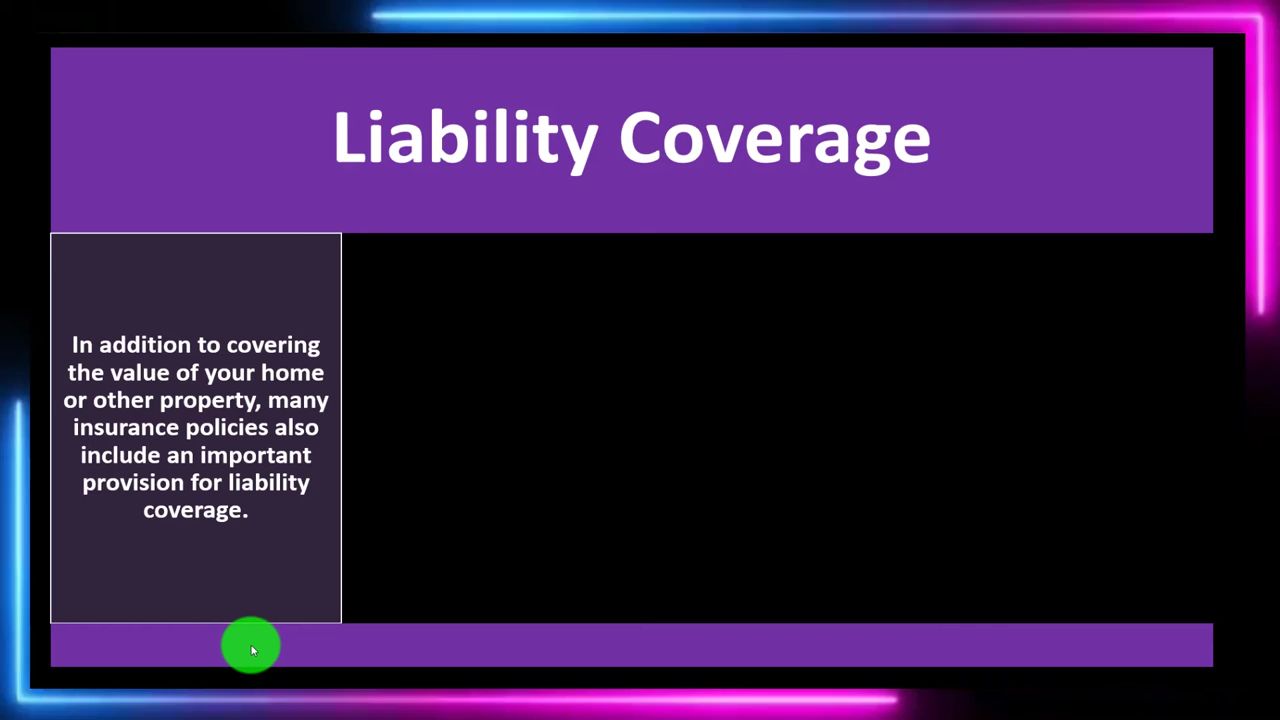 Liability Coverage
In addition to covering
the value of your home
or other property, many
insurance policies also
include an important
provision for liability
coverage.